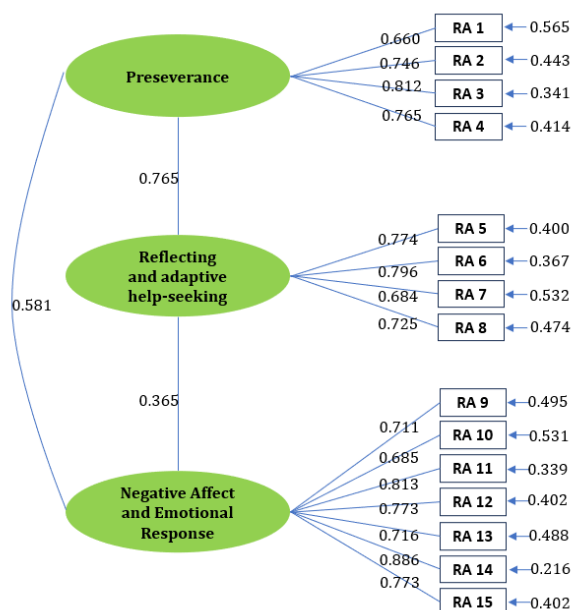 RA 1
0.565
0.660
Preseverance
RA 2
0.443
0.746
RA 3
0.341
0.812
RA 4
0.414
0.765
0.765
RA 5
0.400
0.774
Reflecting
and adaptive
help-seeking
RA 6
0.367
0.796
RA 7
0.532
0.684
RA 8
0.474
0.725
0.581
0.365
RA 9
0.495
0.711
RA 10
0.531
0.685
RA 11
0.339
0.813
Negative Affect
and Emotional
Response
RA 12
0.402
0.773
RA 13
0.488
0.716
RA 14
0.216
0.886
RA 15
0.402
0.773